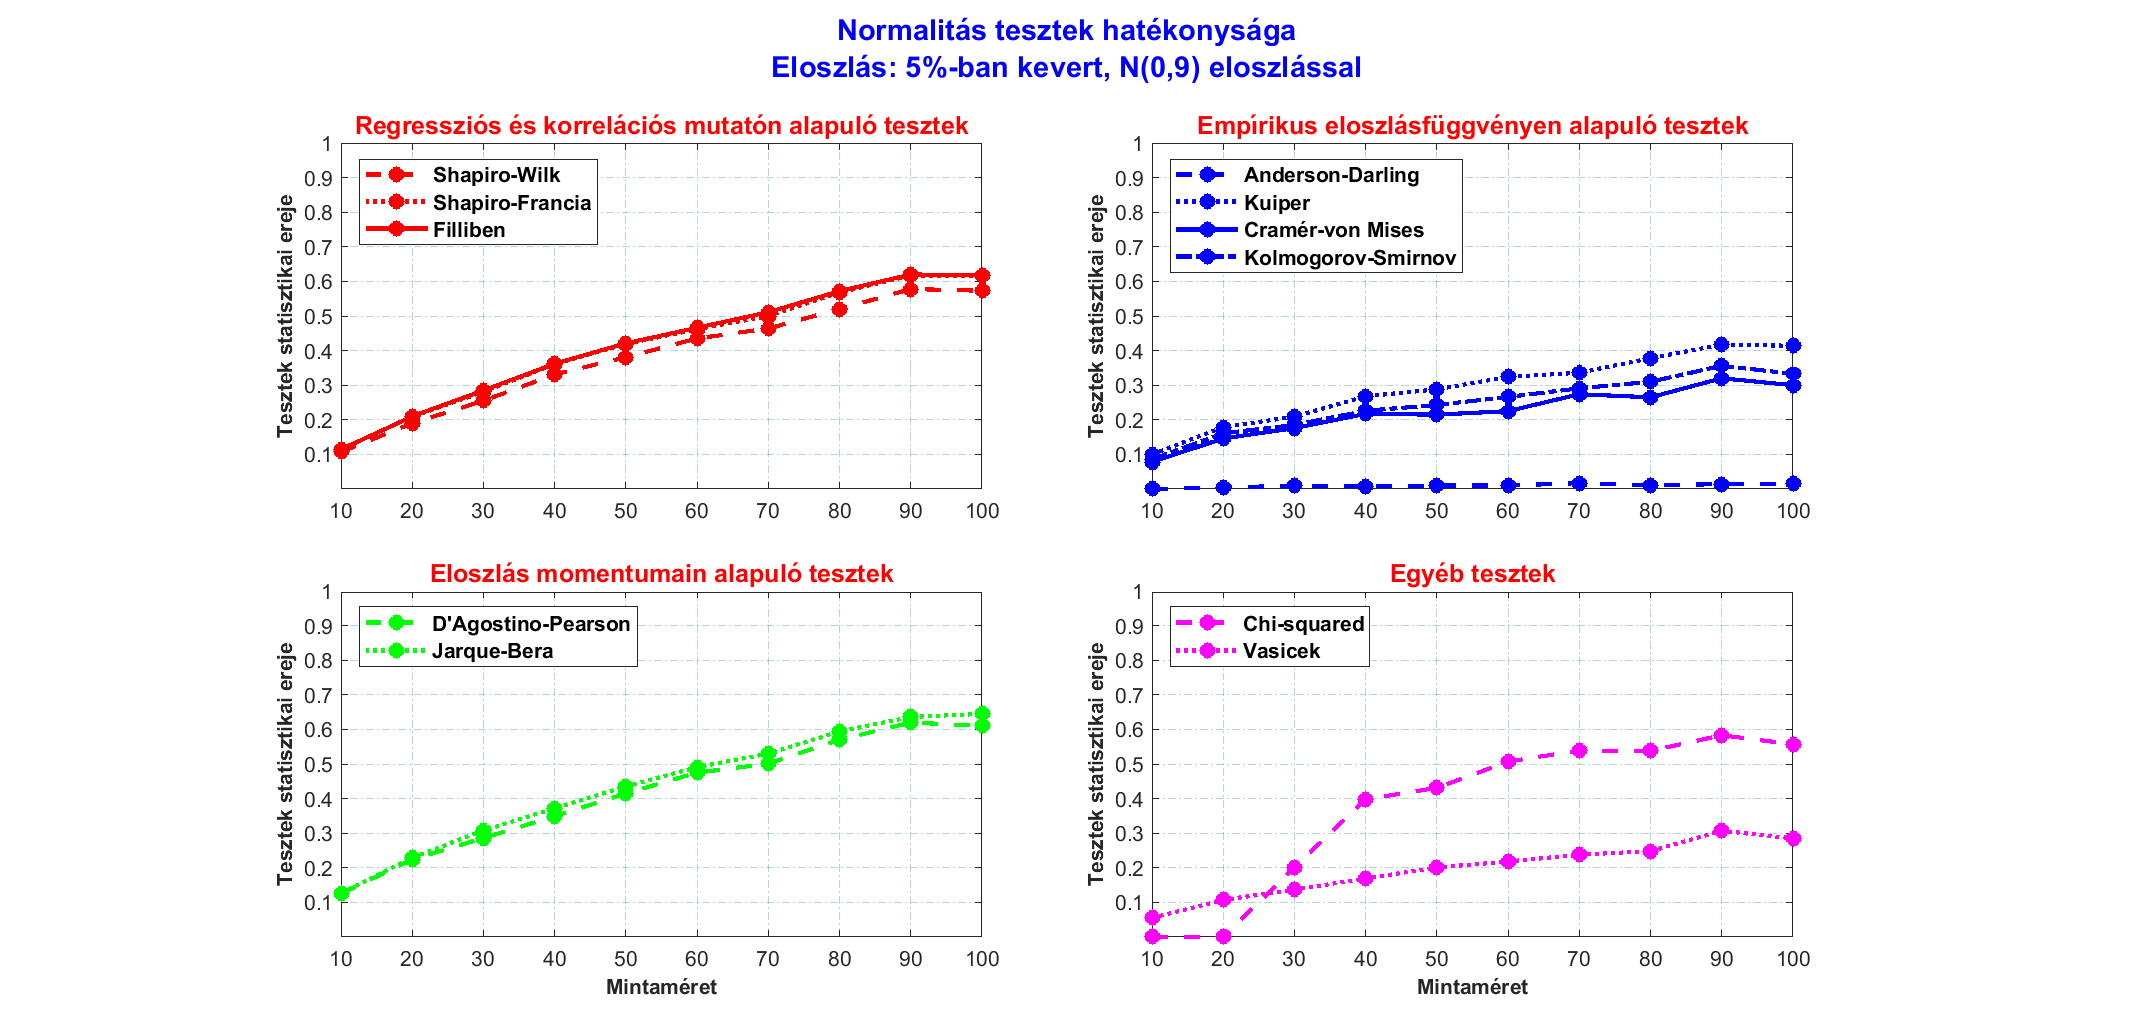 Normalitás tesztek hatékonysága
Eloszlás: 5%-ban kevert, N(0,9) eloszlással
Regressziós és korrelációs mutatón alapuló tesztek
Tesztek statisztikai ereje
1
0.9
0.8
0.7
0.6
0.5
0.4
0.3
0.2
0.1
Shapiro-Wilk
Shapiro-Francia
Filliben
10 20 30 40 50 60 70 80 90 100
Empírikus eloszlásfüggvényen alapuló tesztek
Tesztek statisztikai ereje
1
0.9
0.8
0.7
0.6
0.5
0.4
0.3
0.2
0.1
Anderson-Darling
Kuiper
Cramér-von Mises
Kolmogorov-Smirnov
10 20 30 40 50 60 70 80 90 100
Eloszlás momentumain alapuló tesztek
Tesztek statisztikai ereje
1
0.9
0.8
0.7
0.6
0.5
0.4
0.3
0.2
0.1
D'Agostino-Pearson
Jarque-Bera
10 20 30 40 50 60 70 80 90 100
Mintaméret
Egyéb tesztek
Tesztek statisztikai ereje
1
0.9
0.8
0.7
0.6
0.5
0.4
0.3
0.2
0.1
Chi-squared
Vasicek
10 20 30 40 50 60 70 80 90 100
Mintaméret